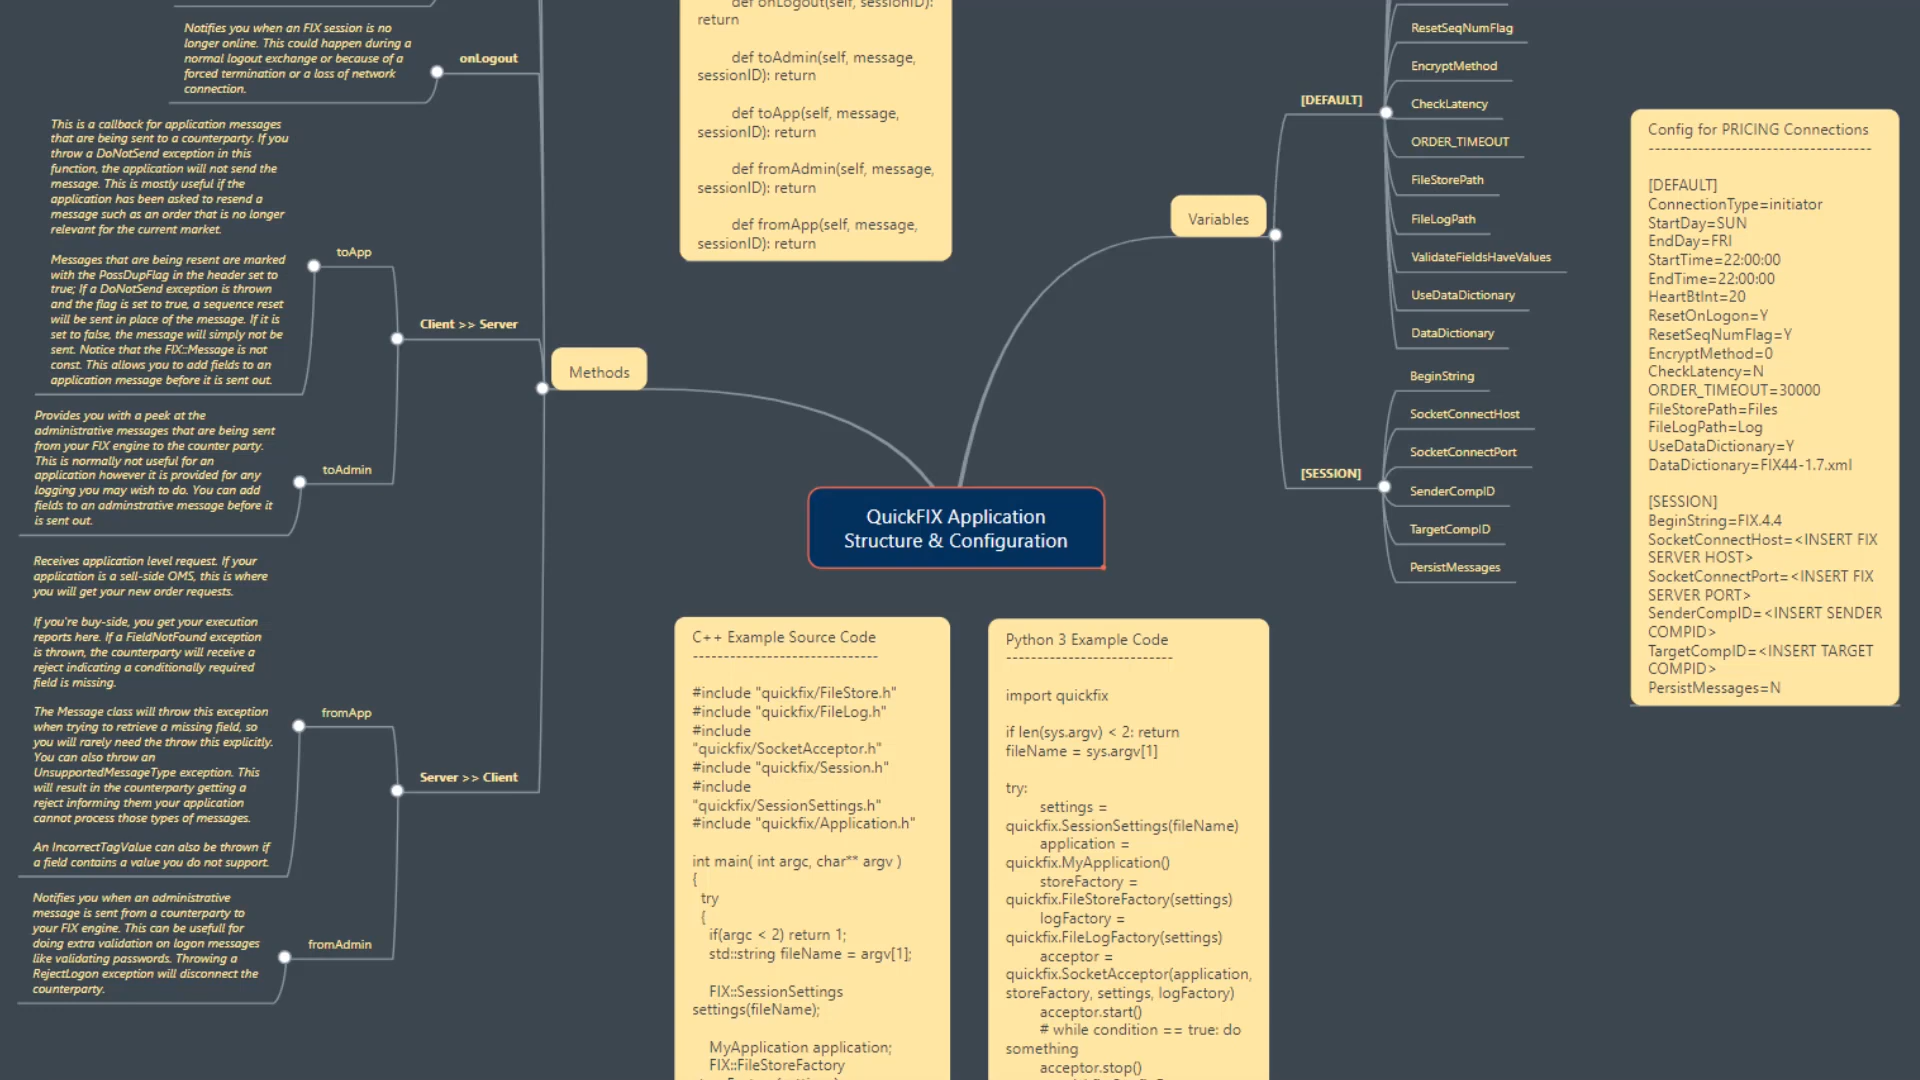 Notifies you when an FIX session is no
longer online. This could happen during a
normal logout exchange or because of a
forced termination or a loss of network
connection.
onLogout
This is a callback for application messages
that are being sent to a counterparty. If you
throw a DoNotSend exception in this
function, the application will not send the
message. This is mostly useful if the
application has been asked to resend a
message such as an order that is no longer
relevant for the current market.
Messages that are being resent are marked
with the PossDupFlag in the header set to
true; If a DoNotSend exception is thrown
and the flag is set to true, a sequence reset
will be sent in place of the message. If it is
set to false, the message will simply not be
sent. Notice that the FIX::Message is not
const. This allows you to add fields to an
application message before it is sent out.
toApp
Client >> Server
Provides you with a peek at the
administrative messages that are being sent
from your FIX engine to the counter party.
This is normally not useful for an
application however it is provided for any
logging you may wish to do. You can add
fields to an adminstrative message before it
is sent out.
toAdmin
Receives application level request. If your
application is a sell-side OMS, this is where
you will get your new order requests.
If you're buy-side, you get your execution
reports here. If a FieldNotFound exception
is thrown, the counterparty will receive a
reject indicating a conditionally required
field is missing.
The Message class will throw this exception
when trying to retrieve a missing field, so
you will rarely need the throw this explicitly.
You can also throw an
UnsupportedMessageType exception. This
will result in the counterparty getting a
reject informing them your application
cannot process those types of messages.
An IncorrectTagValue can also be thrown if
a field contains a value you do not support.
fromApp
Server >> Client
Notifies you when an administrative
message is sent from a counterparty to
your FIX engine. This can be usefull for
doing extra validation on logon messages
like validating passwords. Throwing a
RejectLogon exception will disconnect the
counterparty.
fromAdmin
Methods
def onLogout(self, sessionID):
return
def toAdmin(self, message,
sessionID): return
def toApp(self, message,
sessionID): return
def fromAdmin(self, message,
sessionID): return
def fromApp(self, message,
sessionID): return
QuickFIX Application
Structure & Configuration
C++ Example Source Code
-----------------------------
#include "quickfix/FileStore.h"
#include "quickfix/FileLog.h"
#include
"quickfix/SocketAcceptor.h"
#include "quickfix/Session.h"
#include
"quickfix/SessionSettings.h"
#include "quickfix/Application.h"
int main( int argc, char** argv )
{
try
{
if(argc < 2) return 1;
std::string fileName = argv[1];
FIX::SessionSettings
settings(fileName);
MyApplication application;
FIX::FileStoreFactory
Python 3 Example Code
--------------------------
import quickfix
if len(sys.argv) < 2: return
fileName = sys.argv[1]
try:
settings =
quickfix.SessionSettings(fileName)
application =
quickfix.MyApplication()
storeFactory =
quickfix.FileStoreFactory(settings)
logFactory =
quickfix.FileLogFactory(settings)
acceptor =
quickfix.SocketAcceptor(application,
storeFactory, settings, logFactory)
acceptor.start()
# while condition == true: do
something
acceptor.stop()
Variables
[DEFAULT]
ResetSeqNumFlag
EncryptMethod
CheckLatency
ORDER_TIMEOUT
FileStorePath
FileLogPath
ValidateFieldsHaveValues
UseDataDictionary
DataDictionary
[SESSION]
BeginString
SocketConnectHost
SocketConnectPort
SenderCompID
TargetCompID
PersistMessages
Config for PRICING Connections
-----------------------------------
[DEFAULT]
ConnectionType=initiator
StartDay=SUN
EndDay=FRI
StartTime=22:00:00
EndTime=22:00:00
HeartBtInt=20
ResetOnLogon=Y
ResetSeqNumFlag=Y
EncryptMethod=0
CheckLatency=N
ORDER_TIMEOUT=30000
FileStorePath=Files
FileLogPath=Log
UseDataDictionary=Y
DataDictionary=FIX44-1.7.xml
[SESSION]
BeginString=FIX.4.4
SocketConnectHost=<INSERT FIX
SERVER HOST>
SocketConnectPort=<INSERT FIX
SERVER PORT>
SenderCompID=<INSERT SENDER
COMPID>
TargetCompID=<INSERT TARGET
COMPID>
PersistMessages=N